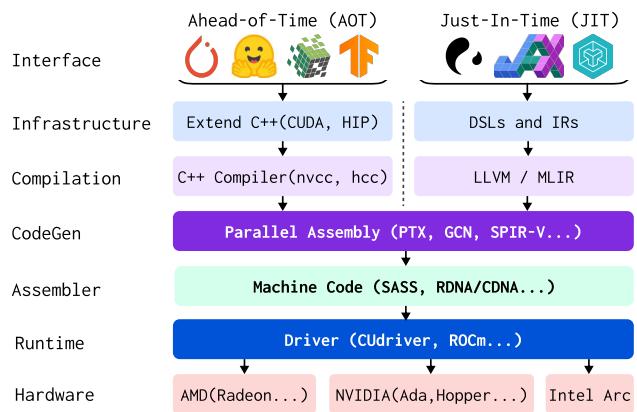 Ahead-of-Time (AOT) Just-In-Time (JIT)
Interface
JAX
Infrastructure Extend C++(CUDA, HIP) DSLs and IRs
Compilation C++ Compiler(nvcc, hcc) LLVM / MLIR
CodeGen Parallel Assembly (PTX, GCN, SPIR-V...)
Assembler Machine Code (SASS, RDNA/CDNA...)
Runtime Driver (CUdriver, ROCm...)
Hardware AMD(Radeon...) NVIDIA(Ada,Hopper...) Intel Arc